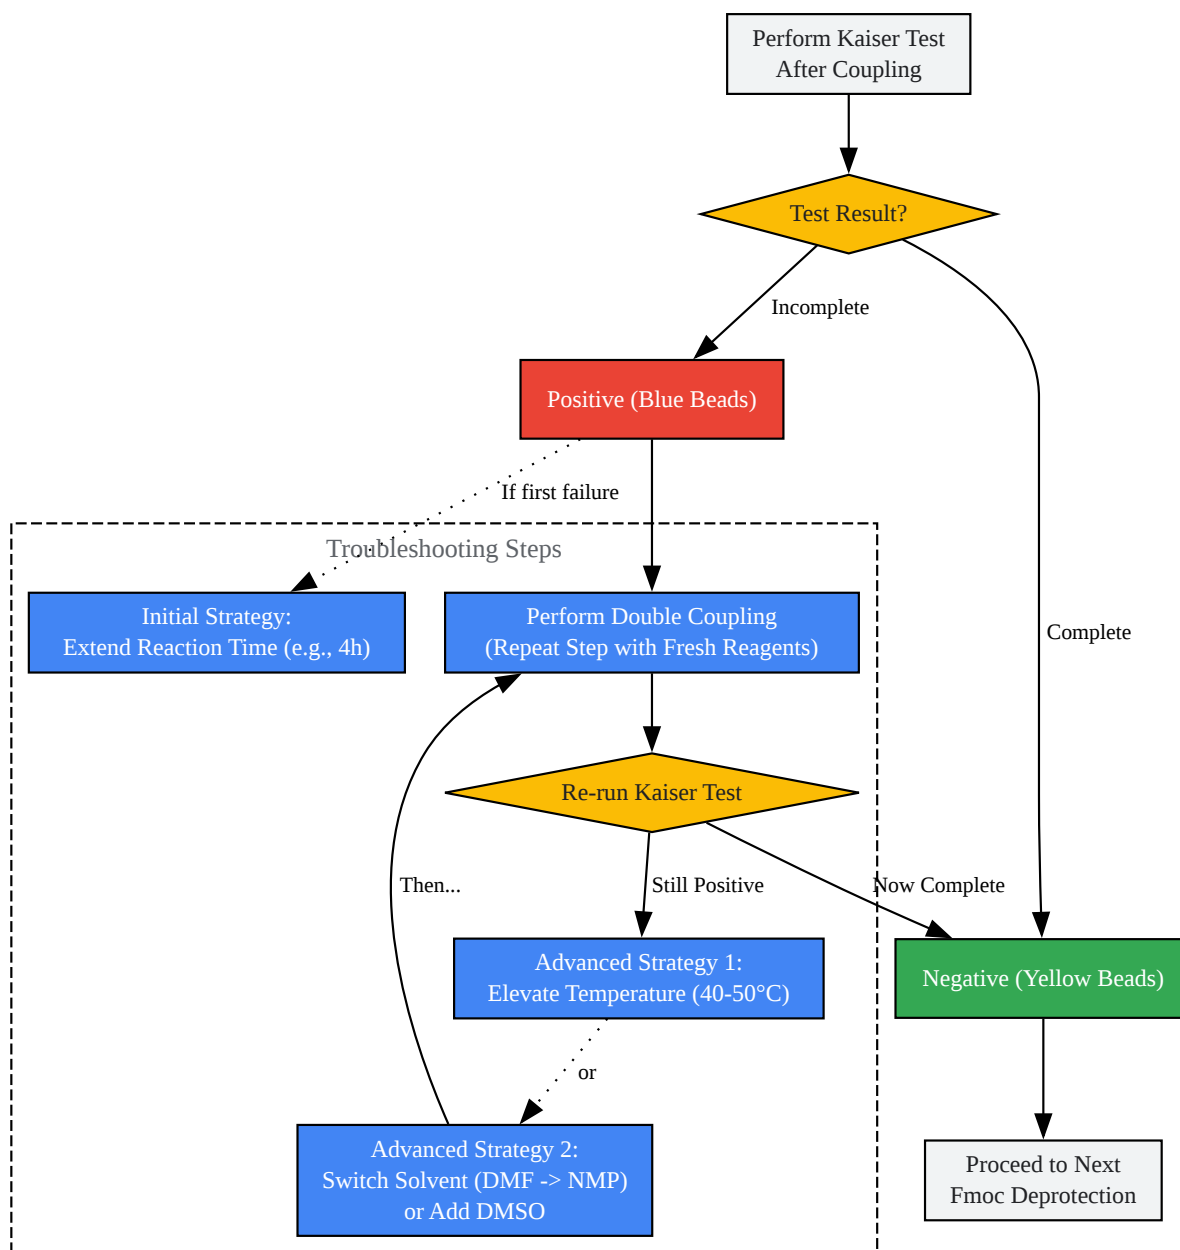 Perform Kaiser Test
After Coupling
Test Result?
Incomplete
Positive (Blue Beads)
If first failure
Troubleshooting Steps
Initial Strategy:
Extend Reaction Time (e.g., 4h)
Perform Double Coupling
(Repeat Step with Fresh Reagents)
Complete
Re-run Kaiser Test
Then...
Still Positive
Now Complete
Advanced Strategy 1:
Elevate Temperature (40-50°C)
Negative (Yellow Beads)
or
Advanced Strategy 2:
Switch Solvent (DMF -> NMP)
or Add DMSO
Proceed to Next
Fmoc Deprotection